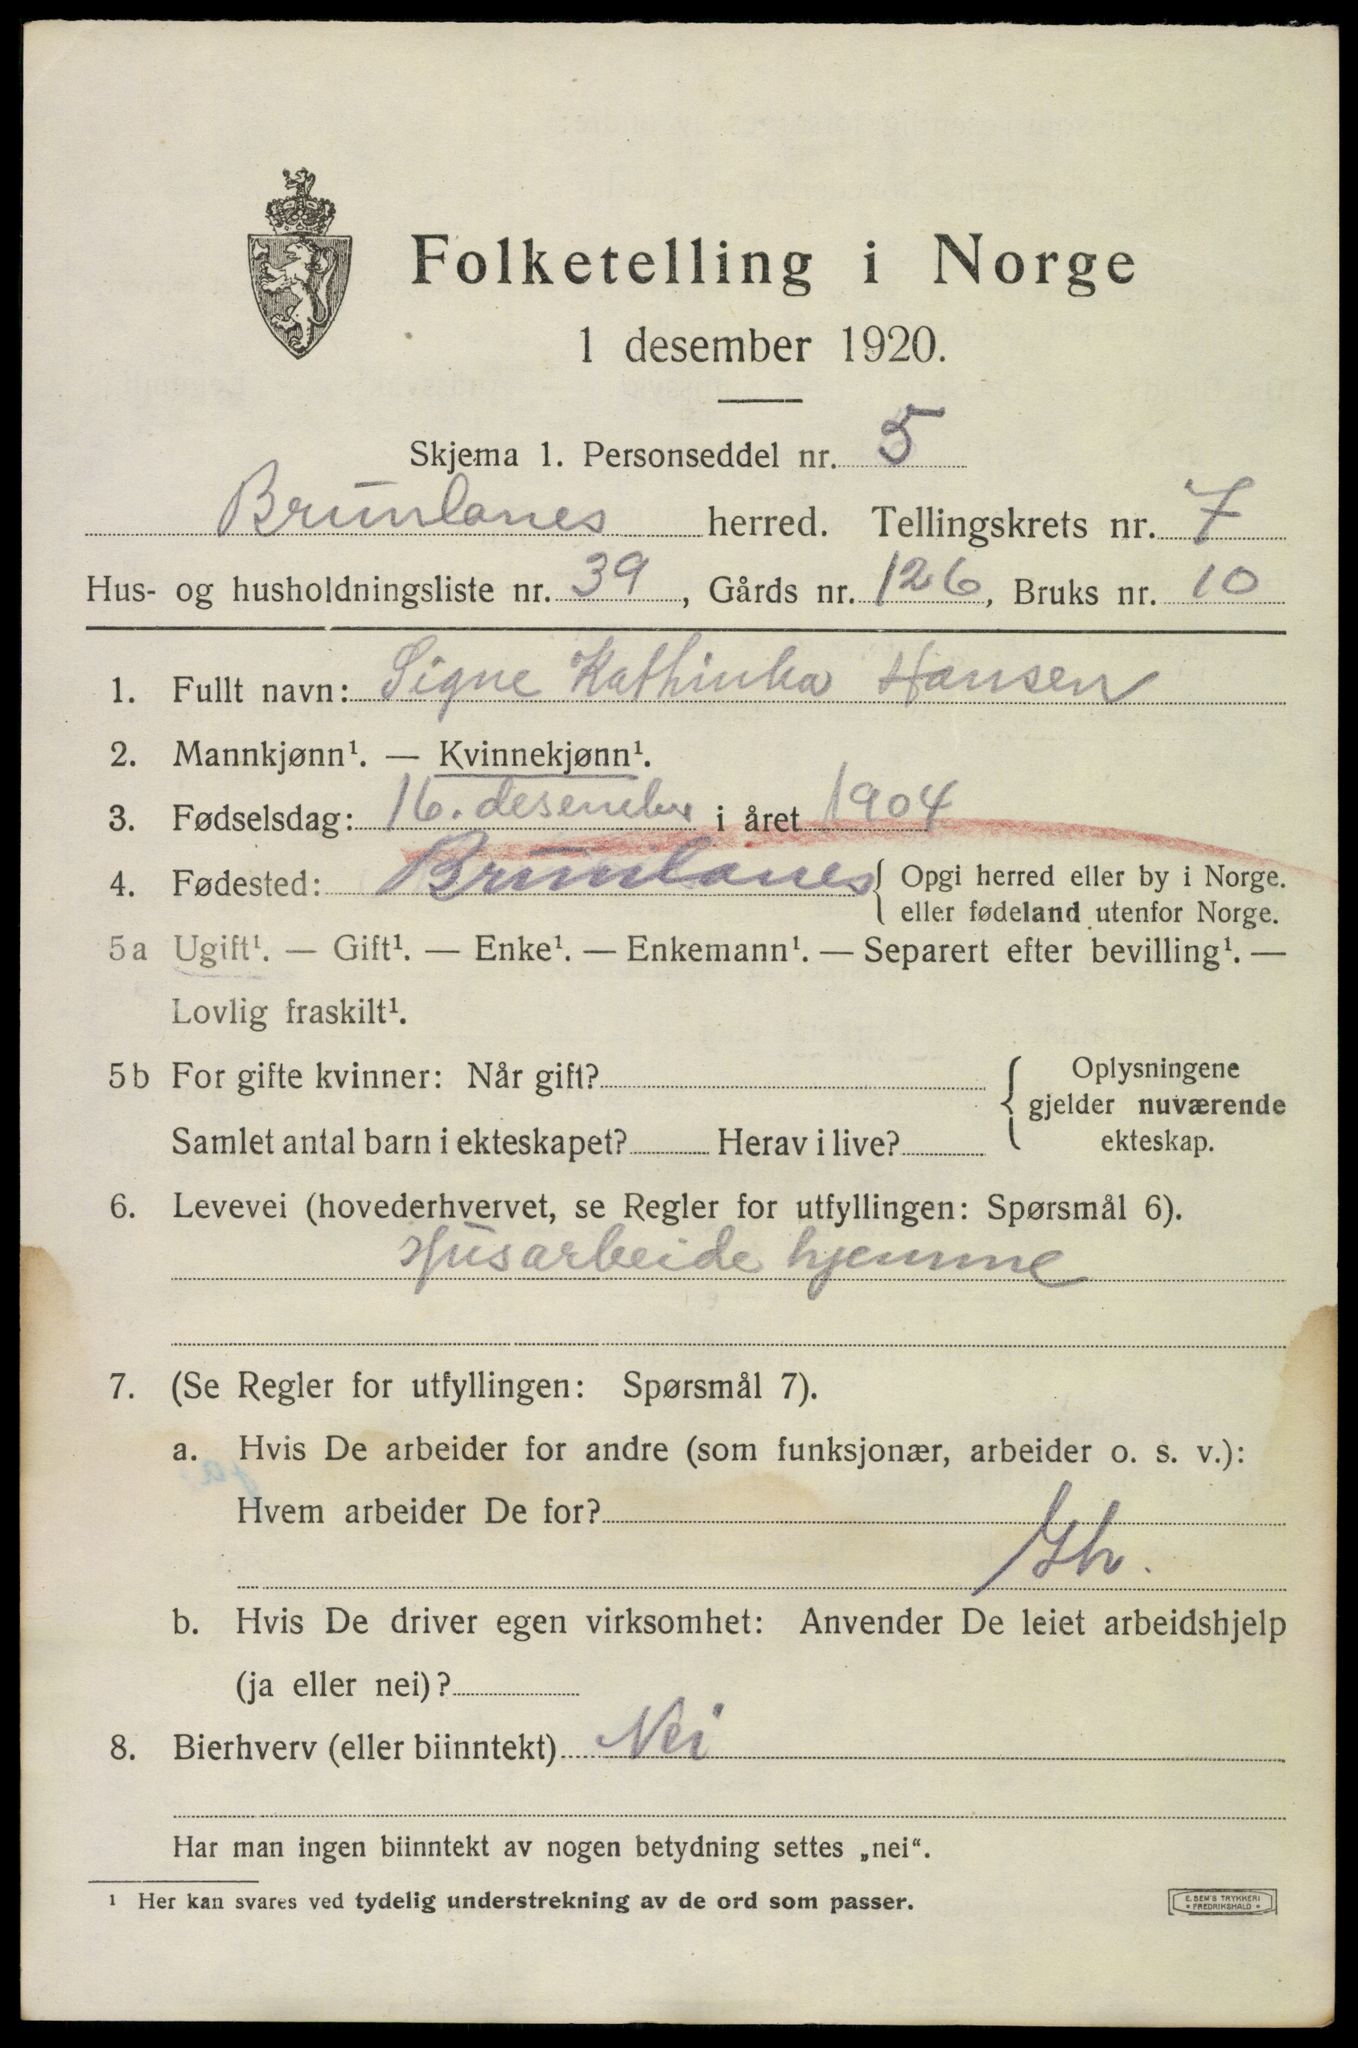 Folketelling i Norge
1 desember 1920.
Skjema 1. Personseddel nr. 5
Brunlanes herred. Tellingskrets nr. 7
Hus- og husholdningsliste nr. 39, Gårds nr. 126, Bruks nr. 10
1. Fullt navn: Signe Kathinka Hansen
2. Mannkjønn¹. — Kvinnekjønn¹.
3. Fødselsdag: 16. desember i året 1904
4. Fødested: Brunlanes { Opgi herred eller by i Norge.
eller fødeland utenfor Norge.
5a Ugift¹. — Gift¹. — Enke¹. — Enkemann¹. — Separert efter bevilling¹. —
Lovlig fraskilt¹.
5b For gifte kvinner: Når gift? { Oplysningene
gjelder nuværende
Samlet antal barn i ekteskapet? Herav i live? ekteskap.
6. Levevei (hovederhvervet, se Regler for utfyllingen: Spørsmål 6).
Husarbeide hjemme
7. (Se Regler for utfyllingen: Spørsmål 7).
a. Hvis De arbeider for andre (som funksjonær, arbeider o. s. v.):
Hvem arbeider De for?
b. Hvis De driver egen virksomhet: Anvender De leiet arbeidshjelp
(ja eller nei)?
8. Bierhverv (eller biinntekt) Nei
Har man ingen biinntekt av nogen betydning settes „nei“.
¹ Her kan svares ved tydelig understrekning av de ord som passer.
E. SEM'S TRYKKERI
* FREDRIKSHALD *